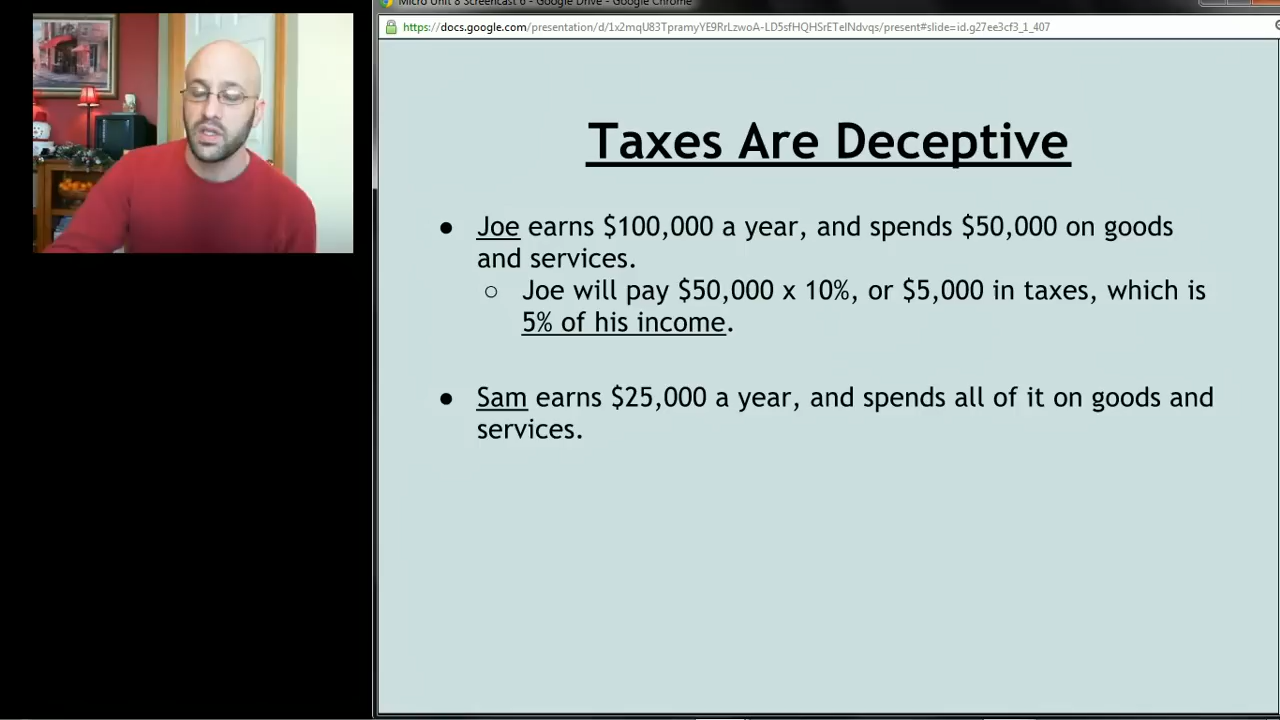 Micro Unit 8 Screencast 6 - Google Drive - Google Chrome
https://docs.google.com/presentation/d/1x2mqU83TpramyYE9RrLzwoA-LD5sfHQHSrETelNdvqs/present#slide=id.g27ee3cf3_1_407
Taxes Are Deceptive
● Joe earns $100,000 a year, and spends $50,000 on goods
and services.
○ Joe will pay $50,000 x 10%, or $5,000 in taxes, which is
5% of his income.
● Sam earns $25,000 a year, and spends all of it on goods and
services.